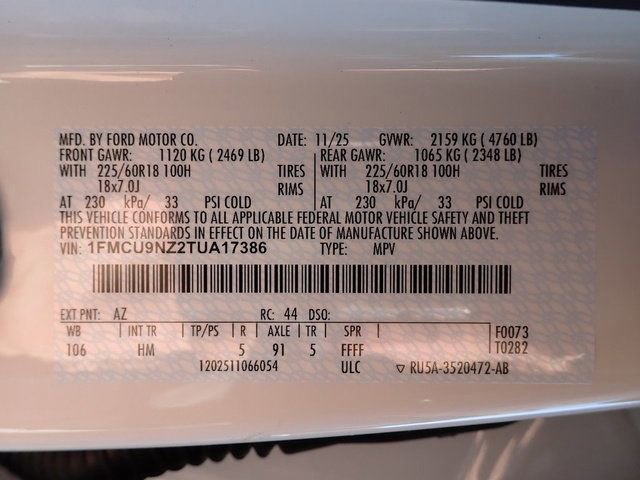 MFD. BY FORD MOTOR CO. DATE: 11/25 GVWR: 2159 KG ( 4760 LB)
FRONT GAWR: 1120 KG ( 2469 LB) REAR GAWR: 1065 KG ( 2348 LB)
WITH 225/60R18 100H TIRES WITH 225/60R18 100H TIRES
18x7.0J RIMS 18x7.0J RIMS
AT 230 kPa/ 33 PSI COLD AT 230 kPa/ 33 PSI COLD
THIS VEHICLE CONFORMS TO ALL APPLICABLE FEDERAL MOTOR VEHICLE SAFETY AND THEFT
PREVENTION STANDARDS IN EFFECT ON THE DATE OF MANUFACTURE SHOWN ABOVE.
VIN: 1FMCU9NZ2TUA17386 TYPE: MPV
EXT PNT: AZ RC: 44 DSO:
WB INT TR TP/PS R AXLE TR SPR F0073
106 HM 5 91 5 FFFF T0282
1202511066054 ULC ▽ RU5A-3520472-AB